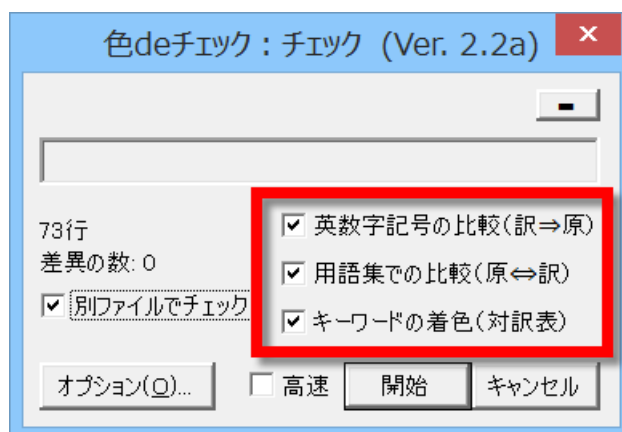 色deチェック：チェック (Ver. 2.2a)
73行
差異の数: 0
別ファイルでチェック
英数字記号の比較(訳⇒原)
用語集での比較(原⇔訳)
キーワードの着色(対訳表)
オプション(O)... 高速 開始 キャンセル